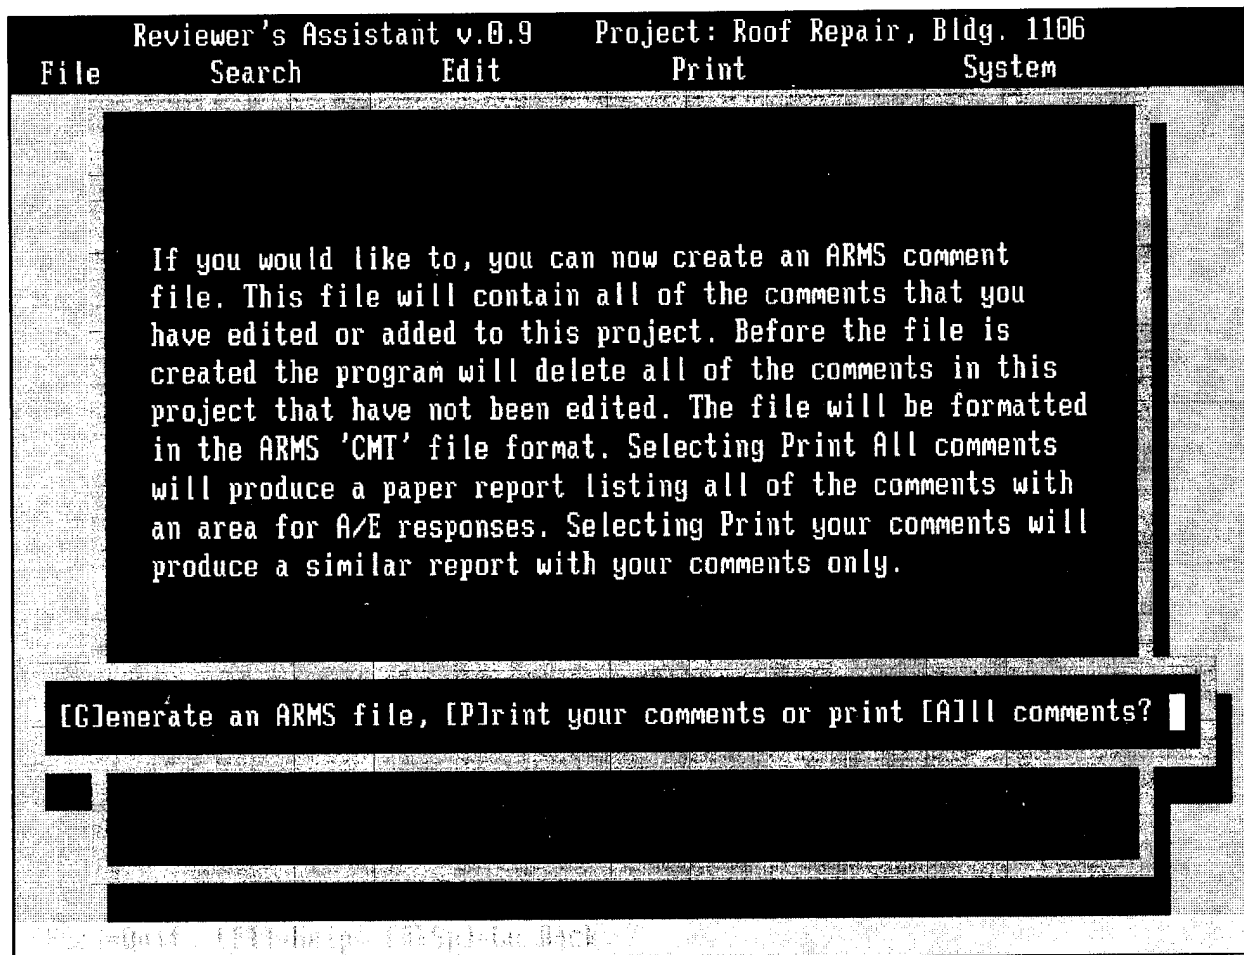 Reviewer's Assistant v.0.9 Project: Roof Repair, Bldg. 1106
File Search Edit Print System
If you would like to, you can now create an ARMS comment
file. This file will contain all of the comments that you
have edited or added to this project. Before the file is
created the program will delete all of the comments in this
project that have not been edited. The file will be formatted
in the ARMS 'CMT' file format. Selecting Print All comments
will produce a paper report listing all of the comments with
an area for A/E responses. Selecting Print your comments will
produce a similar report with your comments only.
[G]enerate an ARMS file, [P]rint your comments or print [A]ll comments?